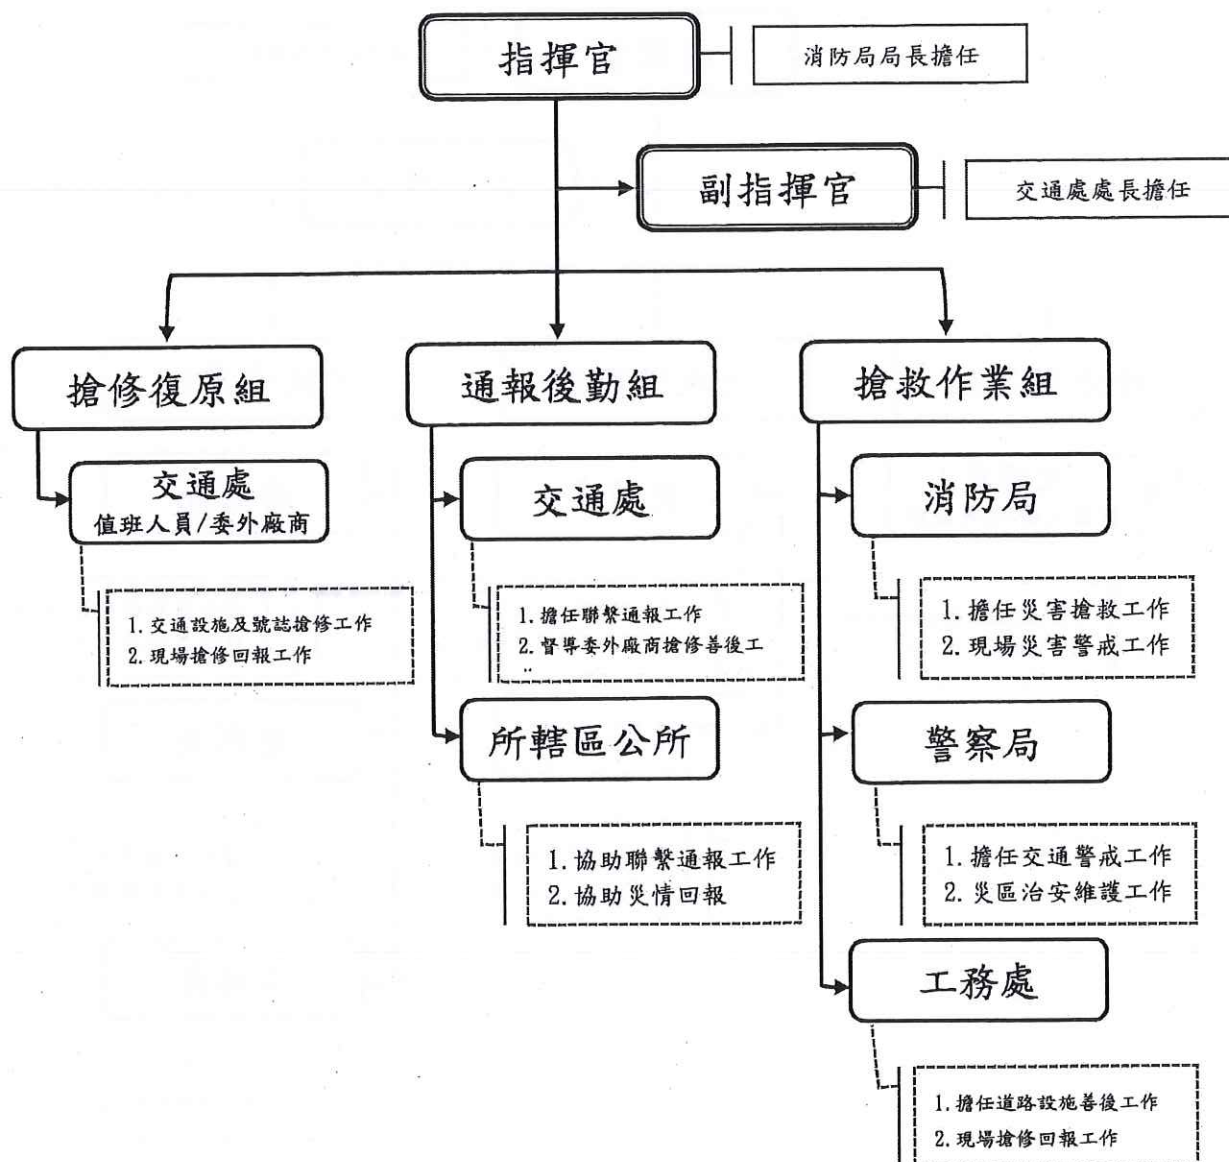 指揮官
消防局局長擔任
副指揮官
交通處處長擔任
搶修復原組
通報後勤組
搶救作業組
交通處
值班人員/委外廠商
1.交通設施及號誌搶修工作
2.現場搶修回報工作
交通處
1.擔任聯繫通報工作
2.督導委外廠商搶修善後工
所轄區公所
1.協助聯繫通報工作
2.協助災情回報
消防局
1.擔任災害搶救工作
2.現場災害警戒工作
警察局
1.擔任交通警戒工作
2.災區治安維護工作
工務處
1.擔任道路設施善後工作
2.現場搶修回報工作